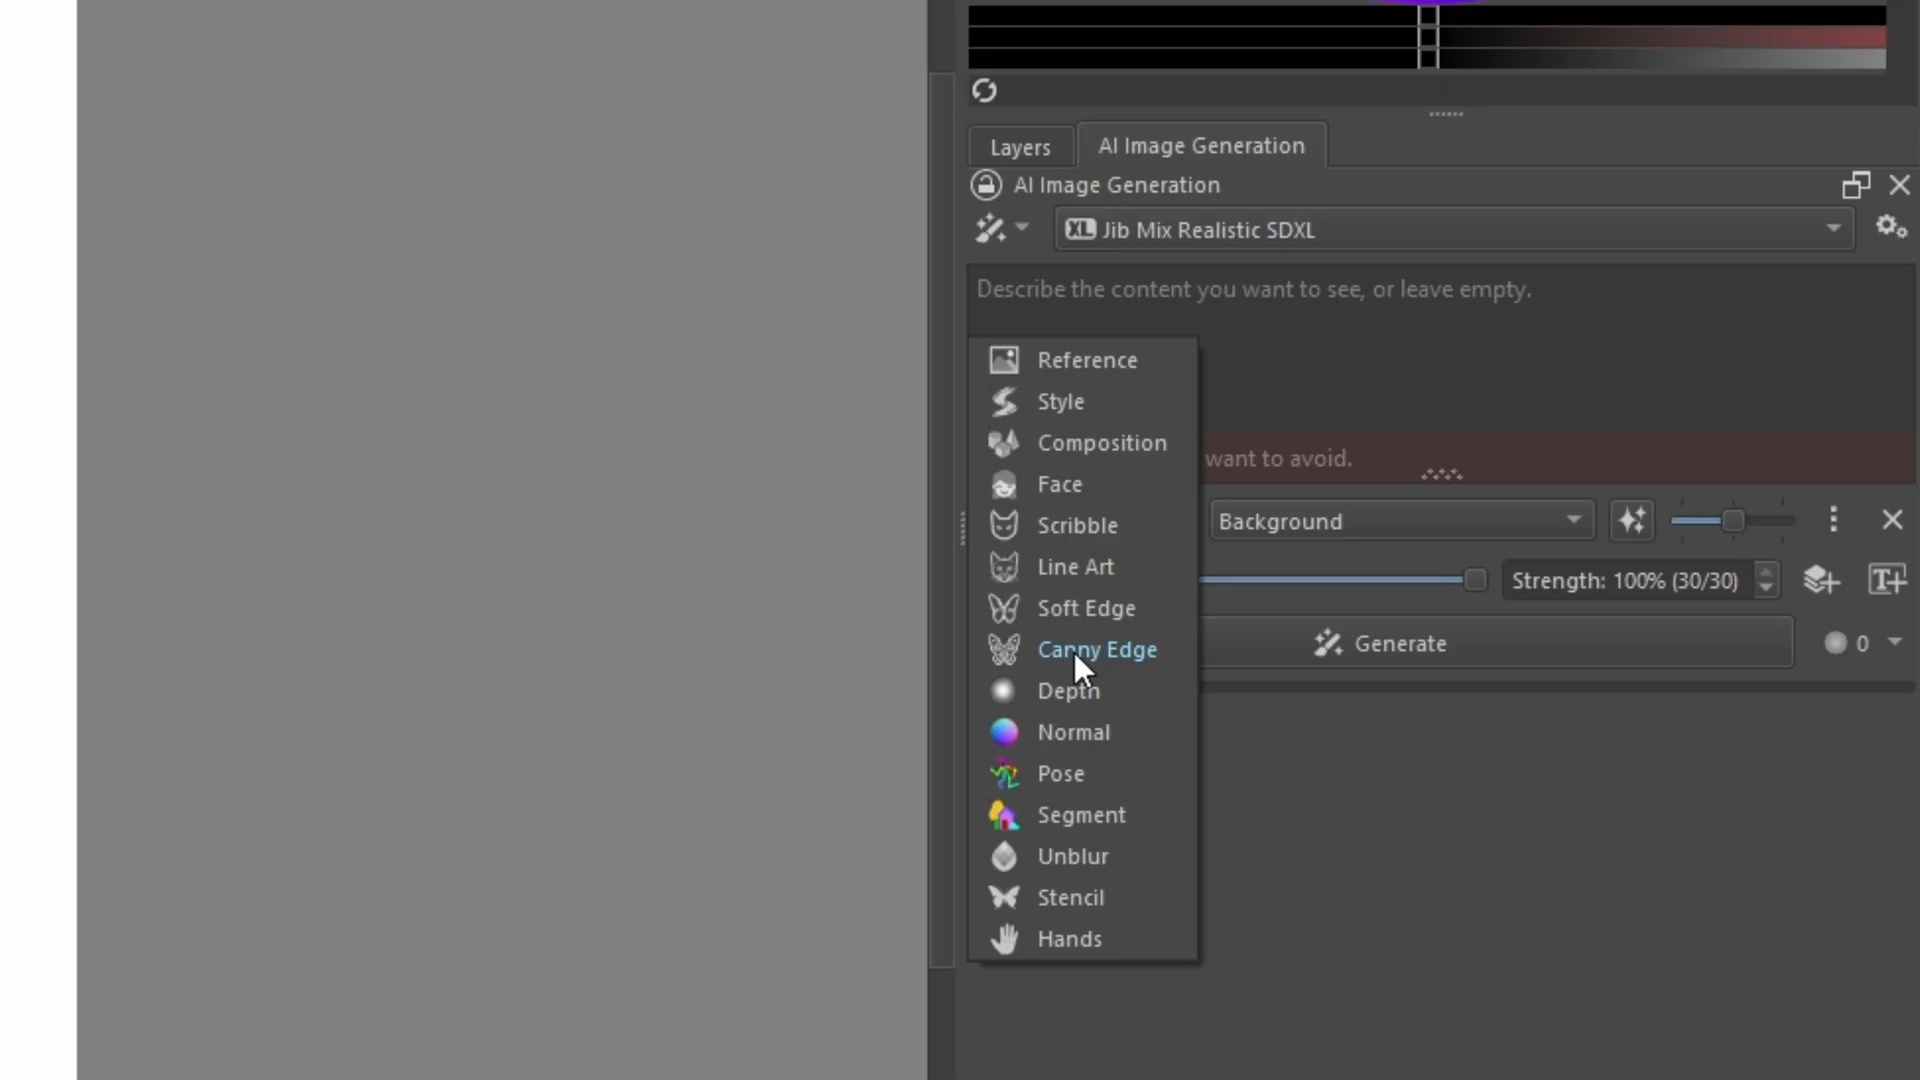 Layers
AI Image Generation
AI Image Generation
XL Jib Mix Realistic SDXL
Describe the content you want to see, or leave empty.
Reference
Style
Composition
Face
Scribble
Line Art
Soft Edge
Canny Edge
Depth
Normal
Pose
Segment
Unblur
Stencil
Hands
want to avoid.
Background
Strength: 100% (30/30)
Generate
0